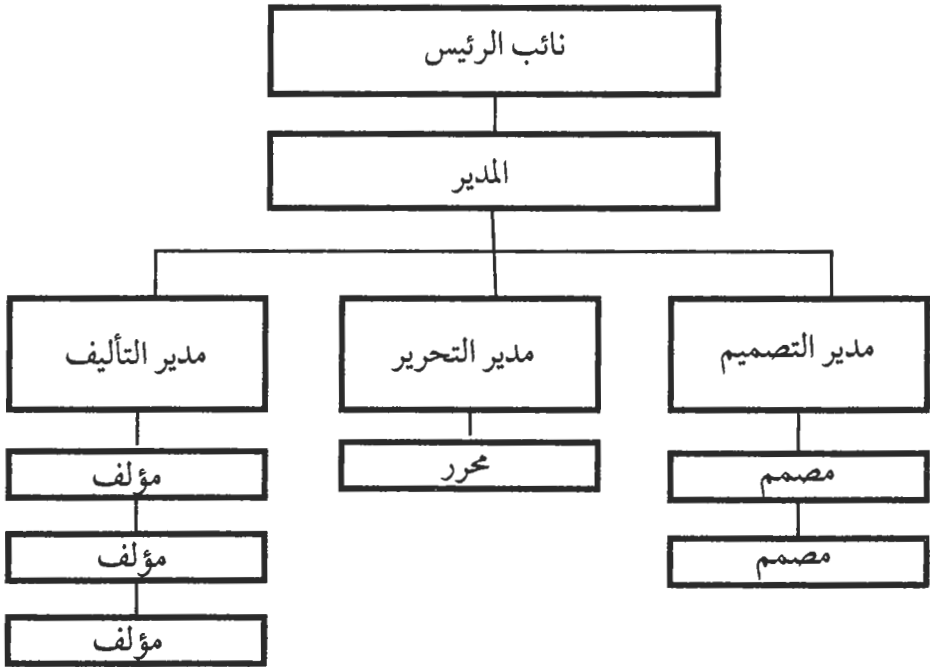 نائب الرئيس
المدير
مدير التصميم
مدير التحرير
مدير التأليف
مصمم
محرر
مؤلف
مصمم
مؤلف
مؤلف